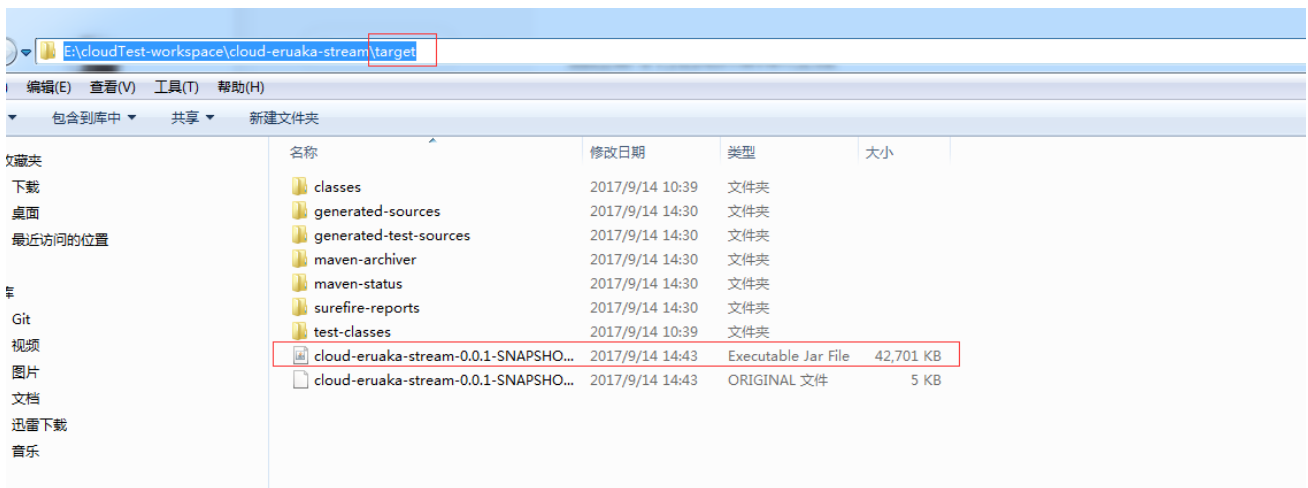 E:\cloudTest-workspace\cloud-eruaka-stream\target
编辑(E) 查看(V) 工具(T) 帮助(H)
包含到库中 共享 新建文件夹
名称 修改日期 类型 大小
收藏夹
下载
桌面
最近访问的位置
库
Git
视频
图片
文档
迅雷下载
音乐
classes 2017/9/14 10:39 文件夹
generated-sources 2017/9/14 14:30 文件夹
generated-test-sources 2017/9/14 14:30 文件夹
maven-archiver 2017/9/14 14:30 文件夹
maven-status 2017/9/14 14:30 文件夹
surefire-reports 2017/9/14 14:30 文件夹
test-classes 2017/9/14 10:39 文件夹
cloud-eruaka-stream-0.0.1-SNAPSHO... 2017/9/14 14:43 Executable Jar File 42,701 KB
cloud-eruaka-stream-0.0.1-SNAPSHO... 2017/9/14 14:43 ORIGINAL 文件 5 KB